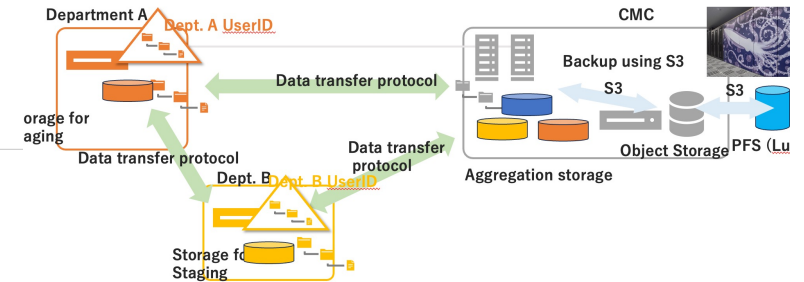 Department A
Dept. A UserID
CMC
Backup using S3
Data transfer protocol
S3
S3
orage for
aging
Data transfer protocol
Data transfer
protocol
Object Storage
PFS (Lu
Dept. B
Dept. B UserID
Aggregation storage
Storage fo
Staging